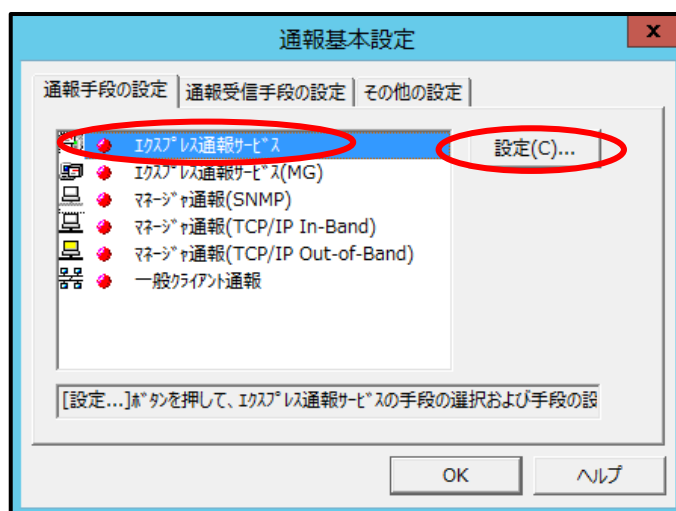 通報基本設定
x
通報手段の設定 通報受信手段の設定 その他の設定
ｴｸｽﾌﾟﾚｽ通報ｻｰﾋﾞｽ
ｴｸｽﾌﾟﾚｽ通報ｻｰﾋﾞｽ(MG)
ﾏﾈｰｼﾞｬ通報(SNMP)
ﾏﾈｰｼﾞｬ通報(TCP/IP In-Band)
ﾏﾈｰｼﾞｬ通報(TCP/IP Out-of-Band)
一般ｸﾗｲｱﾝﾄ通報
設定(C)...
[設定...]ﾎﾞﾀﾝを押して、ｴｸｽﾌﾟﾚｽ通報ｻｰﾋﾞｽの手段の選択および手段の設
OK ヘルプ